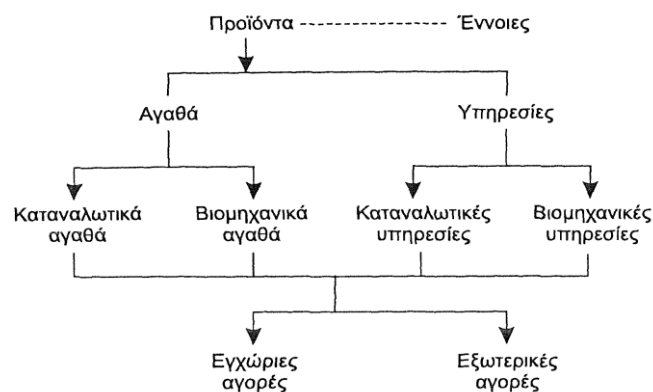 Προϊόντα ---------------- Έννοιες
Αγαθά Υπηρεσίες
Καταναλωτικά Βιομηχανικά Καταναλωτικές Βιομηχανικές
αγαθά αγαθά υπηρεσίες υπηρεσίες
Εγχώριες Εξωτερικές
αγορές αγορές